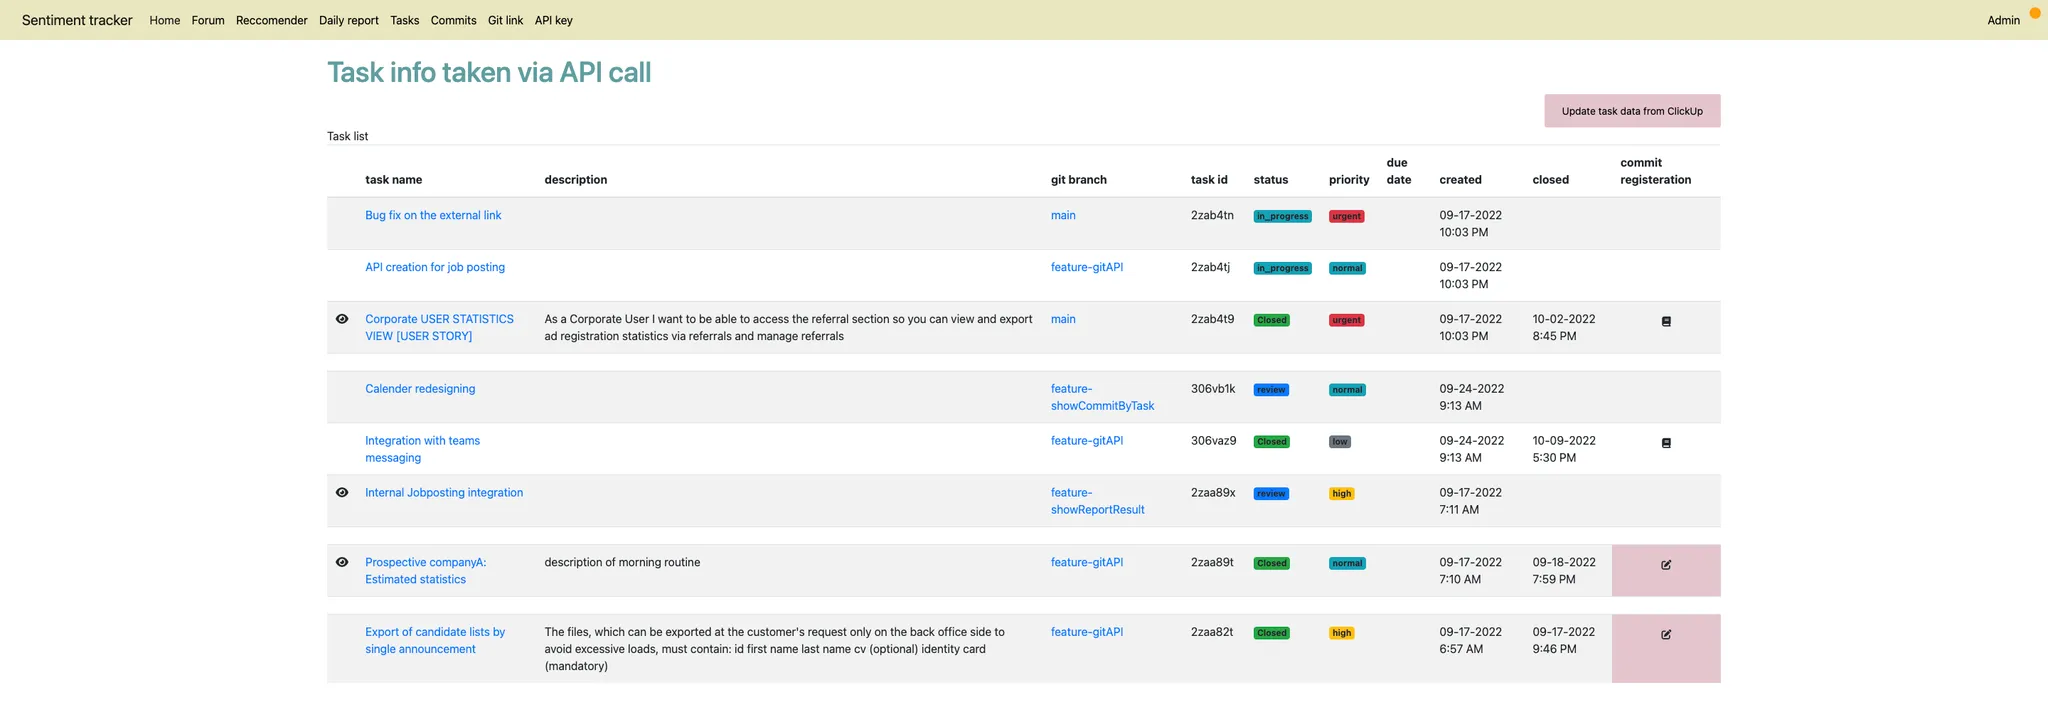 Sentiment tracker Home Forum Reccomender Daily report Tasks Commits Git link API key Admin
Task info taken via API call
Update task data from ClickUp
Task list
task name description git branch task id status priority due date created closed commit registeration
Bug fix on the external link main 2zab4tn in_progress urgent 09-17-2022
10:03 PM
API creation for job posting feature-gitAPI 2zab4tj in_progress normal 09-17-2022
10:03 PM
Corporate USER STATISTICS As a Corporate User I want to be able to access the referral section so you can view and export main 2zab4t9 Closed urgent 09-17-2022 10-02-2022
VIEW [USER STORY] ad registration statistics via referrals and manage referrals 10:03 PM 8:45 PM
Calender redesigning feature- 306vb1k review normal 09-24-2022
showCommitByTask 9:13 AM
Integration with teams feature-gitAPI 306vaz9 Closed low 09-24-2022 10-09-2022
messaging 9:13 AM 5:30 PM
Internal Jobposting integration feature- 2zaa89x review high 09-17-2022
showReportResult 7:11 AM
Prospective companyA: description of morning routine feature-gitAPI 2zaa89t Closed normal 09-17-2022 09-18-2022
Estimated statistics 7:10 AM 7:59 PM
Export of candidate lists by The files, which can be exported at the customer's request only on the back office side to feature-gitAPI 2zaa82t Closed high 09-17-2022 09-17-2022
single announcement avoid excessive loads, must contain: id first name last name cv (optional) identity card 6:57 AM 9:46 PM
(mandatory)